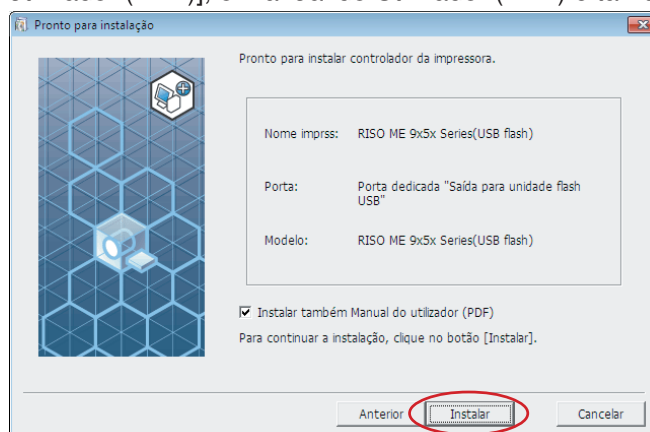 Pronto para instalação
Pronto para instalar controlador da impressora.
Nome imprss: RISO ME 9x5x Series(USB flash)
Porta: Porta dedicada "Saída para unidade flash
USB"
Modelo: RISO ME 9x5x Series(USB flash)
Instalar também Manual do utilizador (PDF)
Para continuar a instalação, clique no botão [Instalar].
Anterior Instalar Cancelar